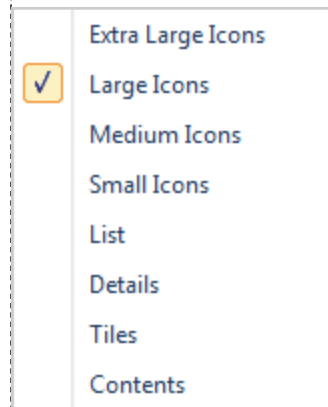 Extra Large Icons
Large Icons
Medium Icons
Small Icons
List
Details
Tiles
Contents